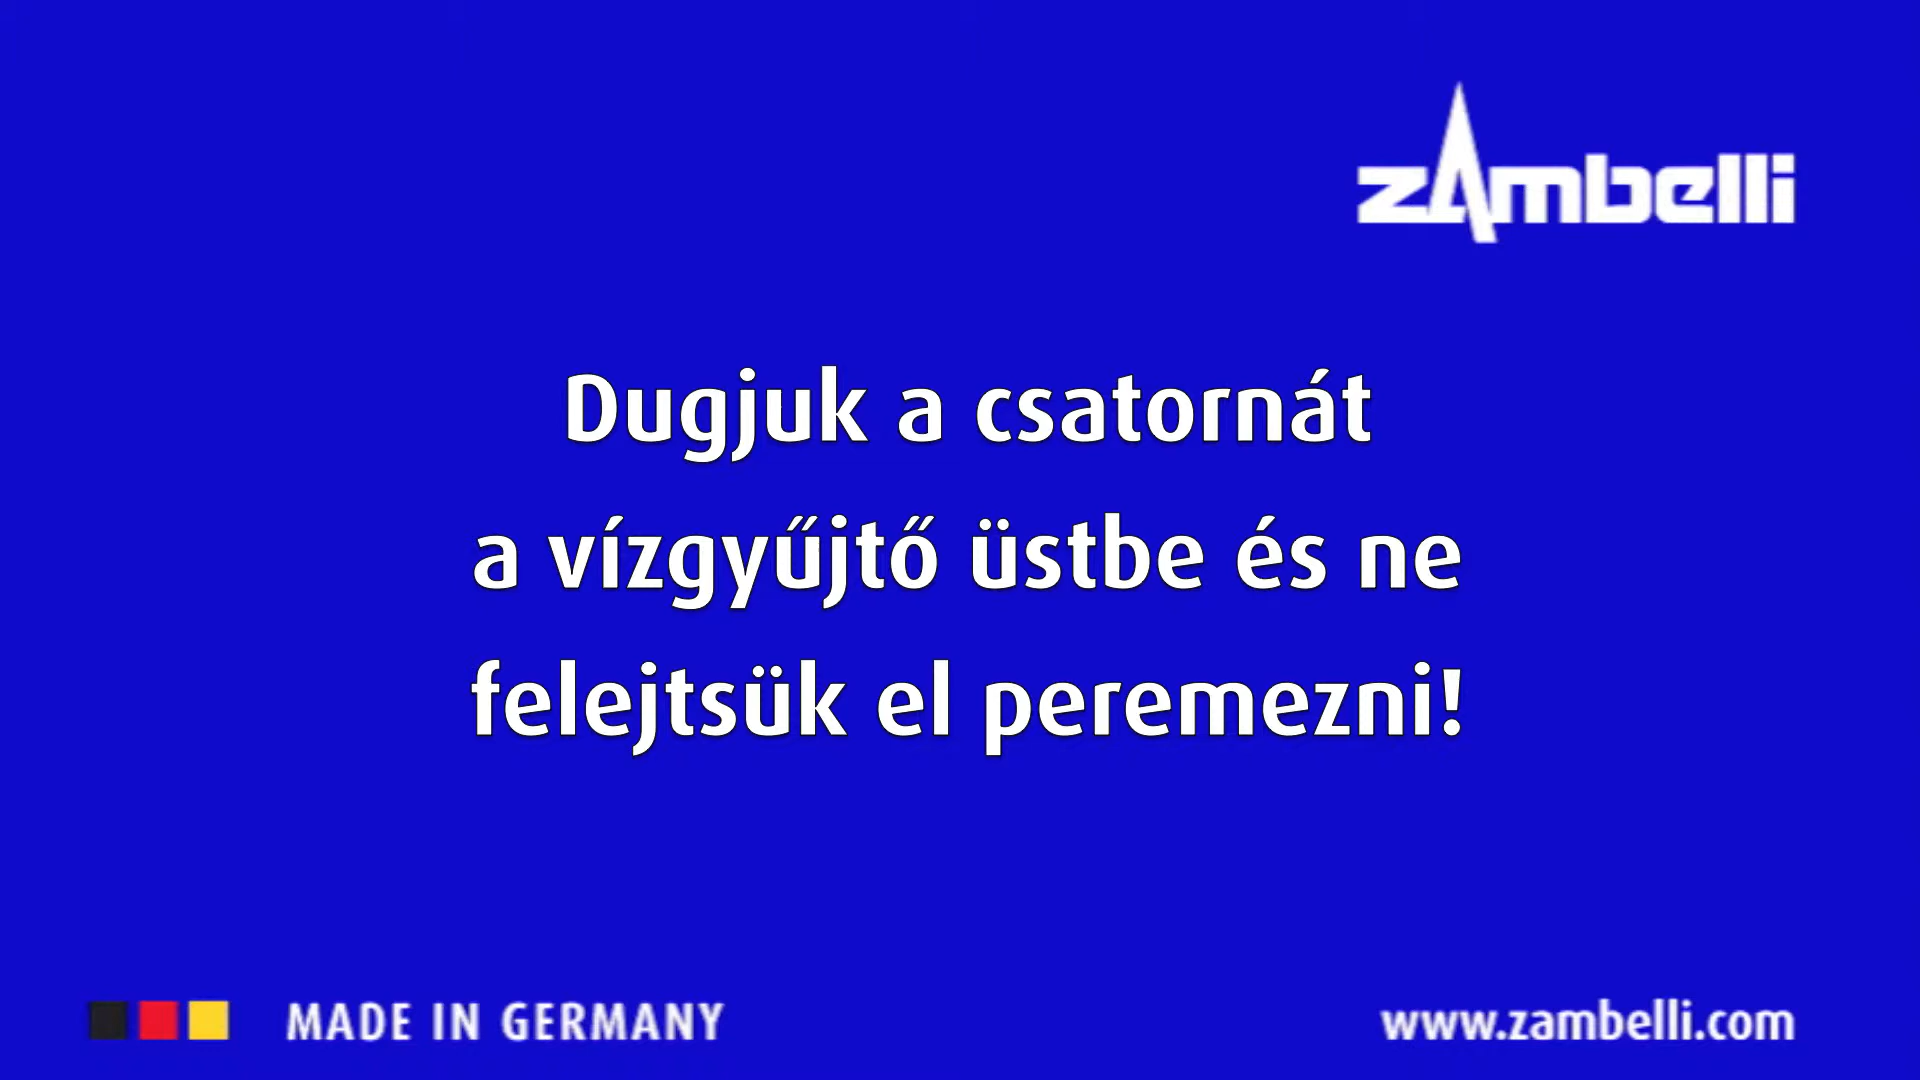 zAmbelli
Dugjuk a csatornát
a vízgyűjtő üstbe és ne
felejtsük el peremezni!
MADE IN GERMANY
www.zambelli.com